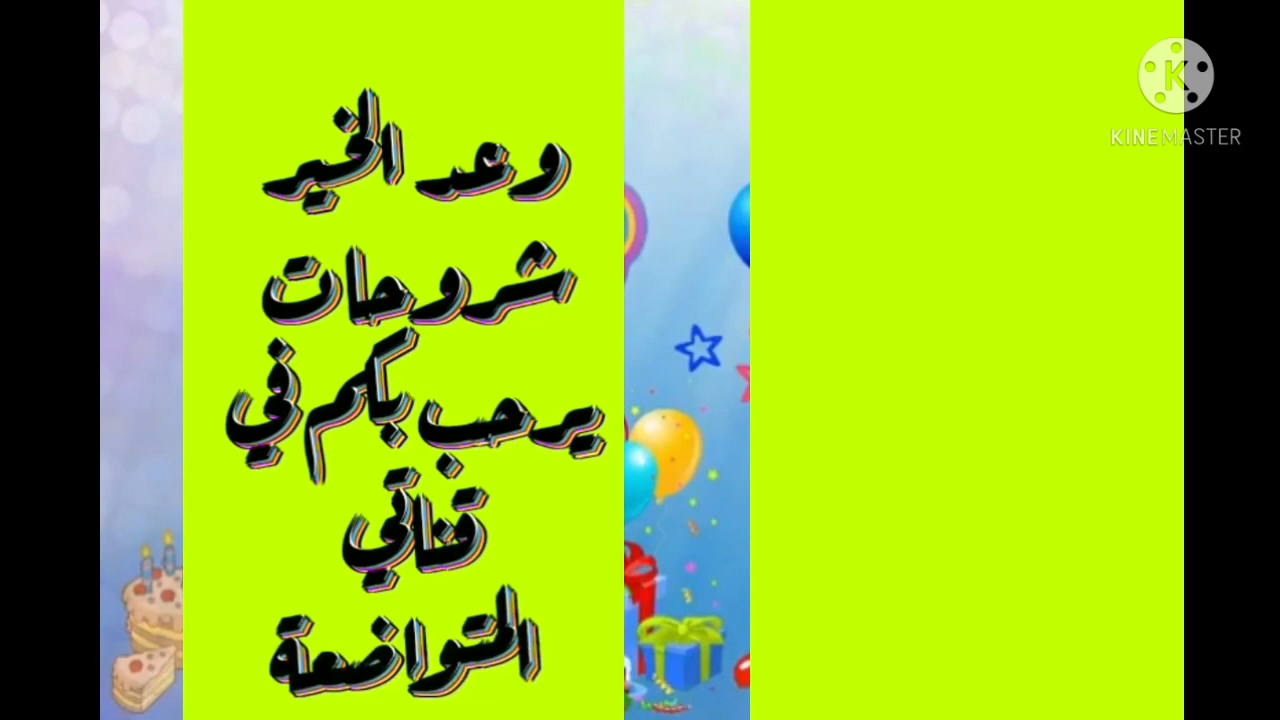 وعد الخير
شروحات
يرحب بكم في
قناتي
المتواضعة
K
KINEMASTER